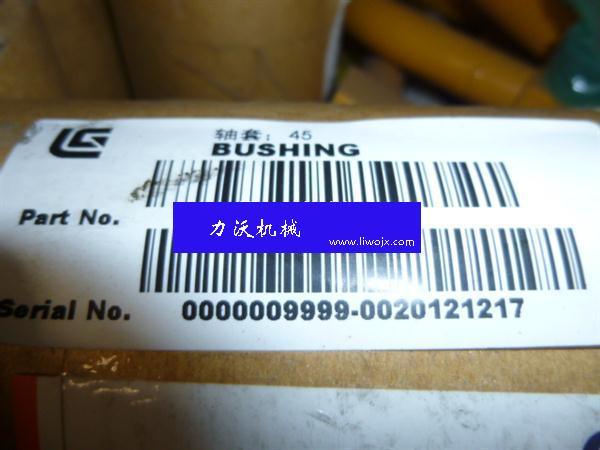 轴套: 45
BUSHING
Part No.
力沃机械
www.liwojx.com
Serial No. 0000009999-0020121217